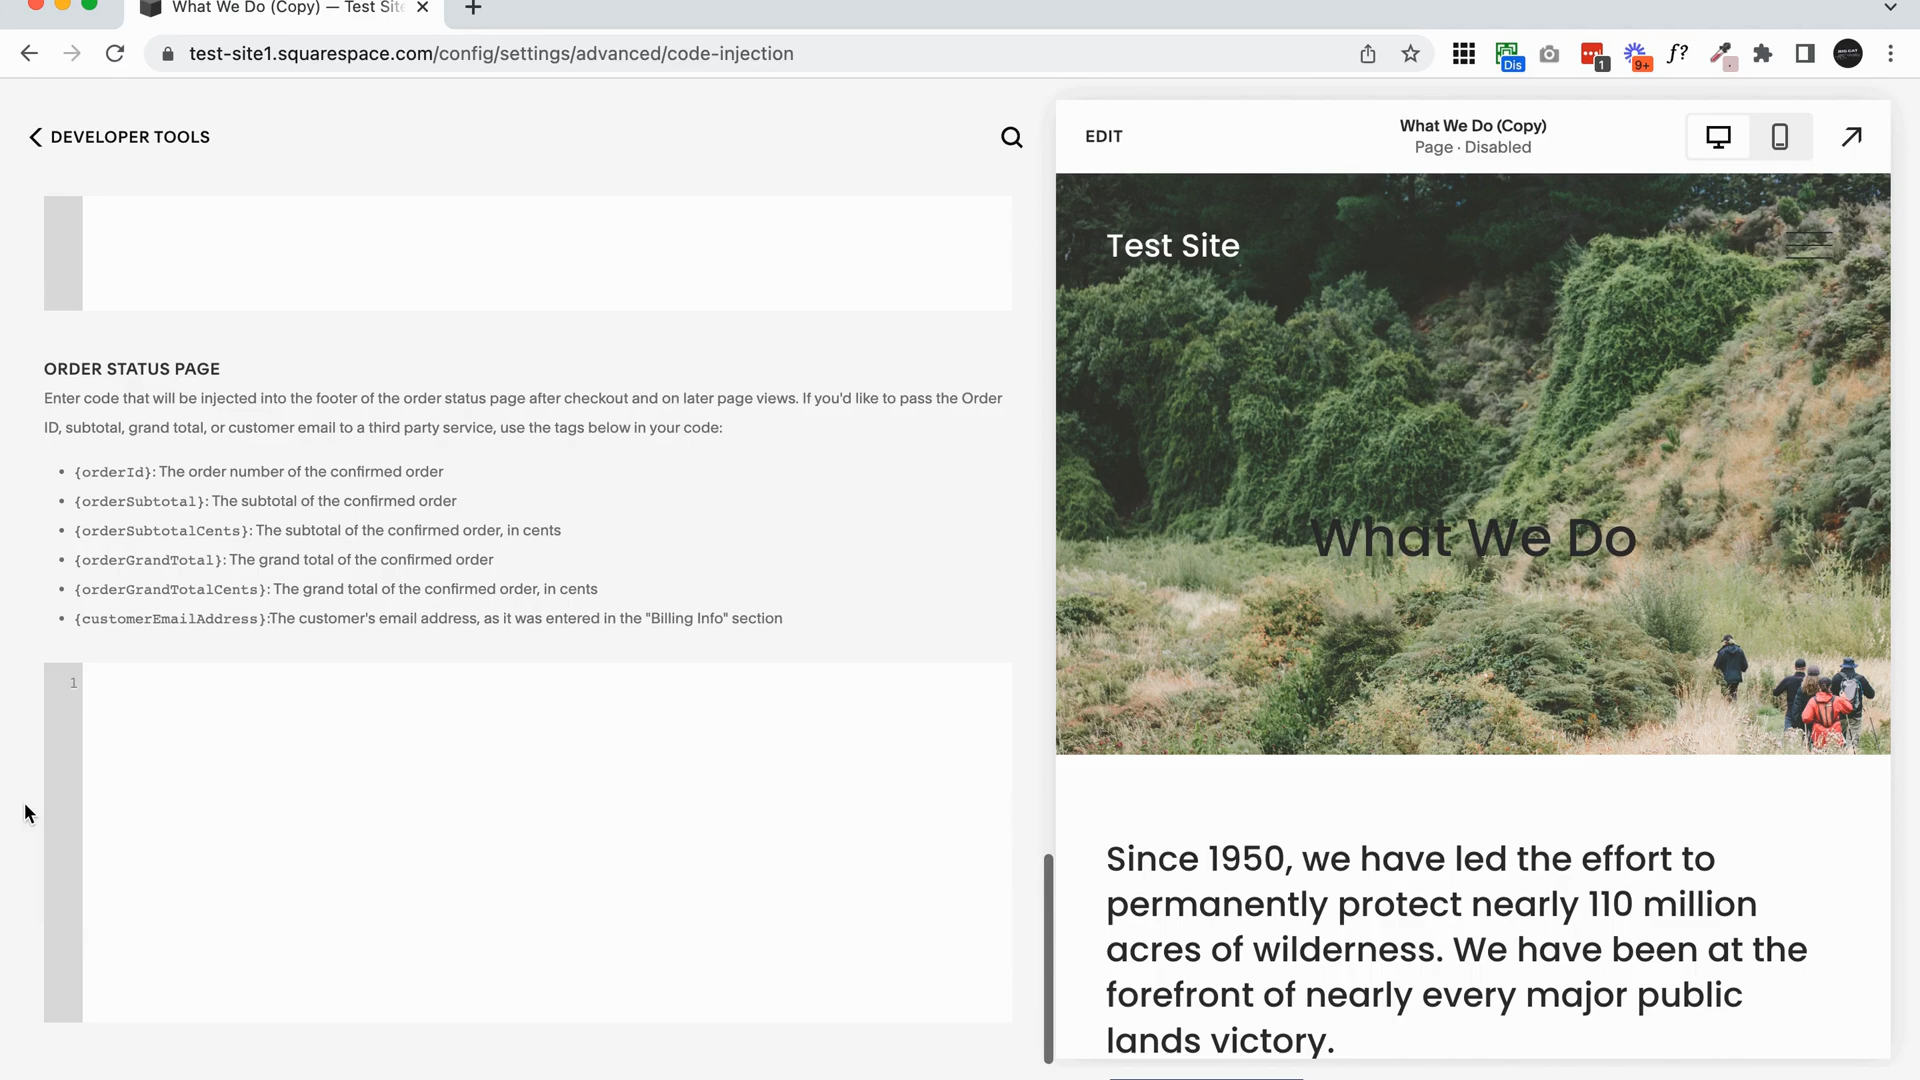 What We Do (Copy) — Test Site
test-site1.squarespace.com/config/settings/advanced/code-injection
Dis
1
9+
f?
DEVELOPER TOOLS
ORDER STATUS PAGE
Enter code that will be injected into the footer of the order status page after checkout and on later page views. If you'd like to pass the Order
ID, subtotal, grand total, or customer email to a third party service, use the tags below in your code:
• {orderId}: The order number of the confirmed order
• {orderSubtotal}: The subtotal of the confirmed order
• {orderSubtotalCents}: The subtotal of the confirmed order, in cents
• {orderGrandTotal}: The grand total of the confirmed order
• {orderGrandTotalCents}: The grand total of the confirmed order, in cents
• {customerEmailAddress}:The customer's email address, as it was entered in the "Billing Info" section
1
EDIT
What We Do (Copy)
Page · Disabled
Test Site
What We Do
Since 1950, we have led the effort to
permanently protect nearly 110 million
acres of wilderness. We have been at the
forefront of nearly every major public
lands victory.